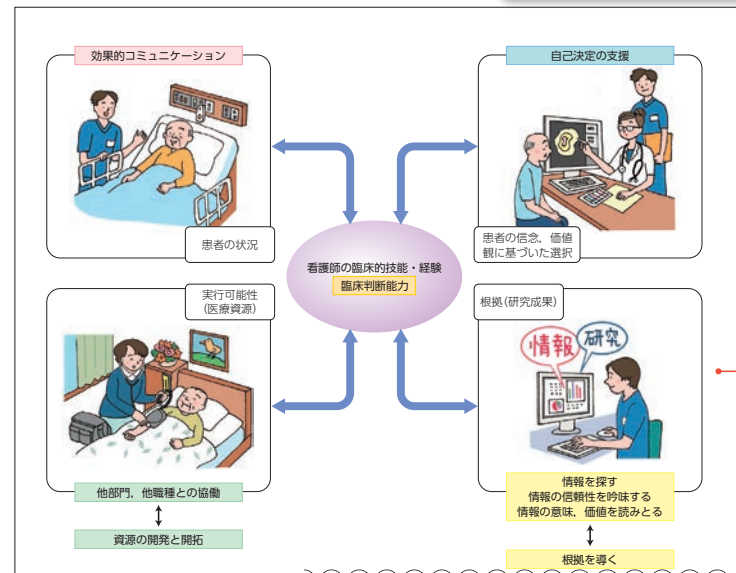 効果的コミュニケーション
患者の状況
自己決定の支援
患者の信念，価値
観に基づいた選択
看護師の臨床的技能・経験
臨床判断能力
実行可能性
（医療資源）
他部門，他職種との協働
資源の開発と開拓
根拠（研究成果）
情報
研究
情報を探す
情報の信頼性を吟味する
情報の意味，価値を読みとる
根拠を導く